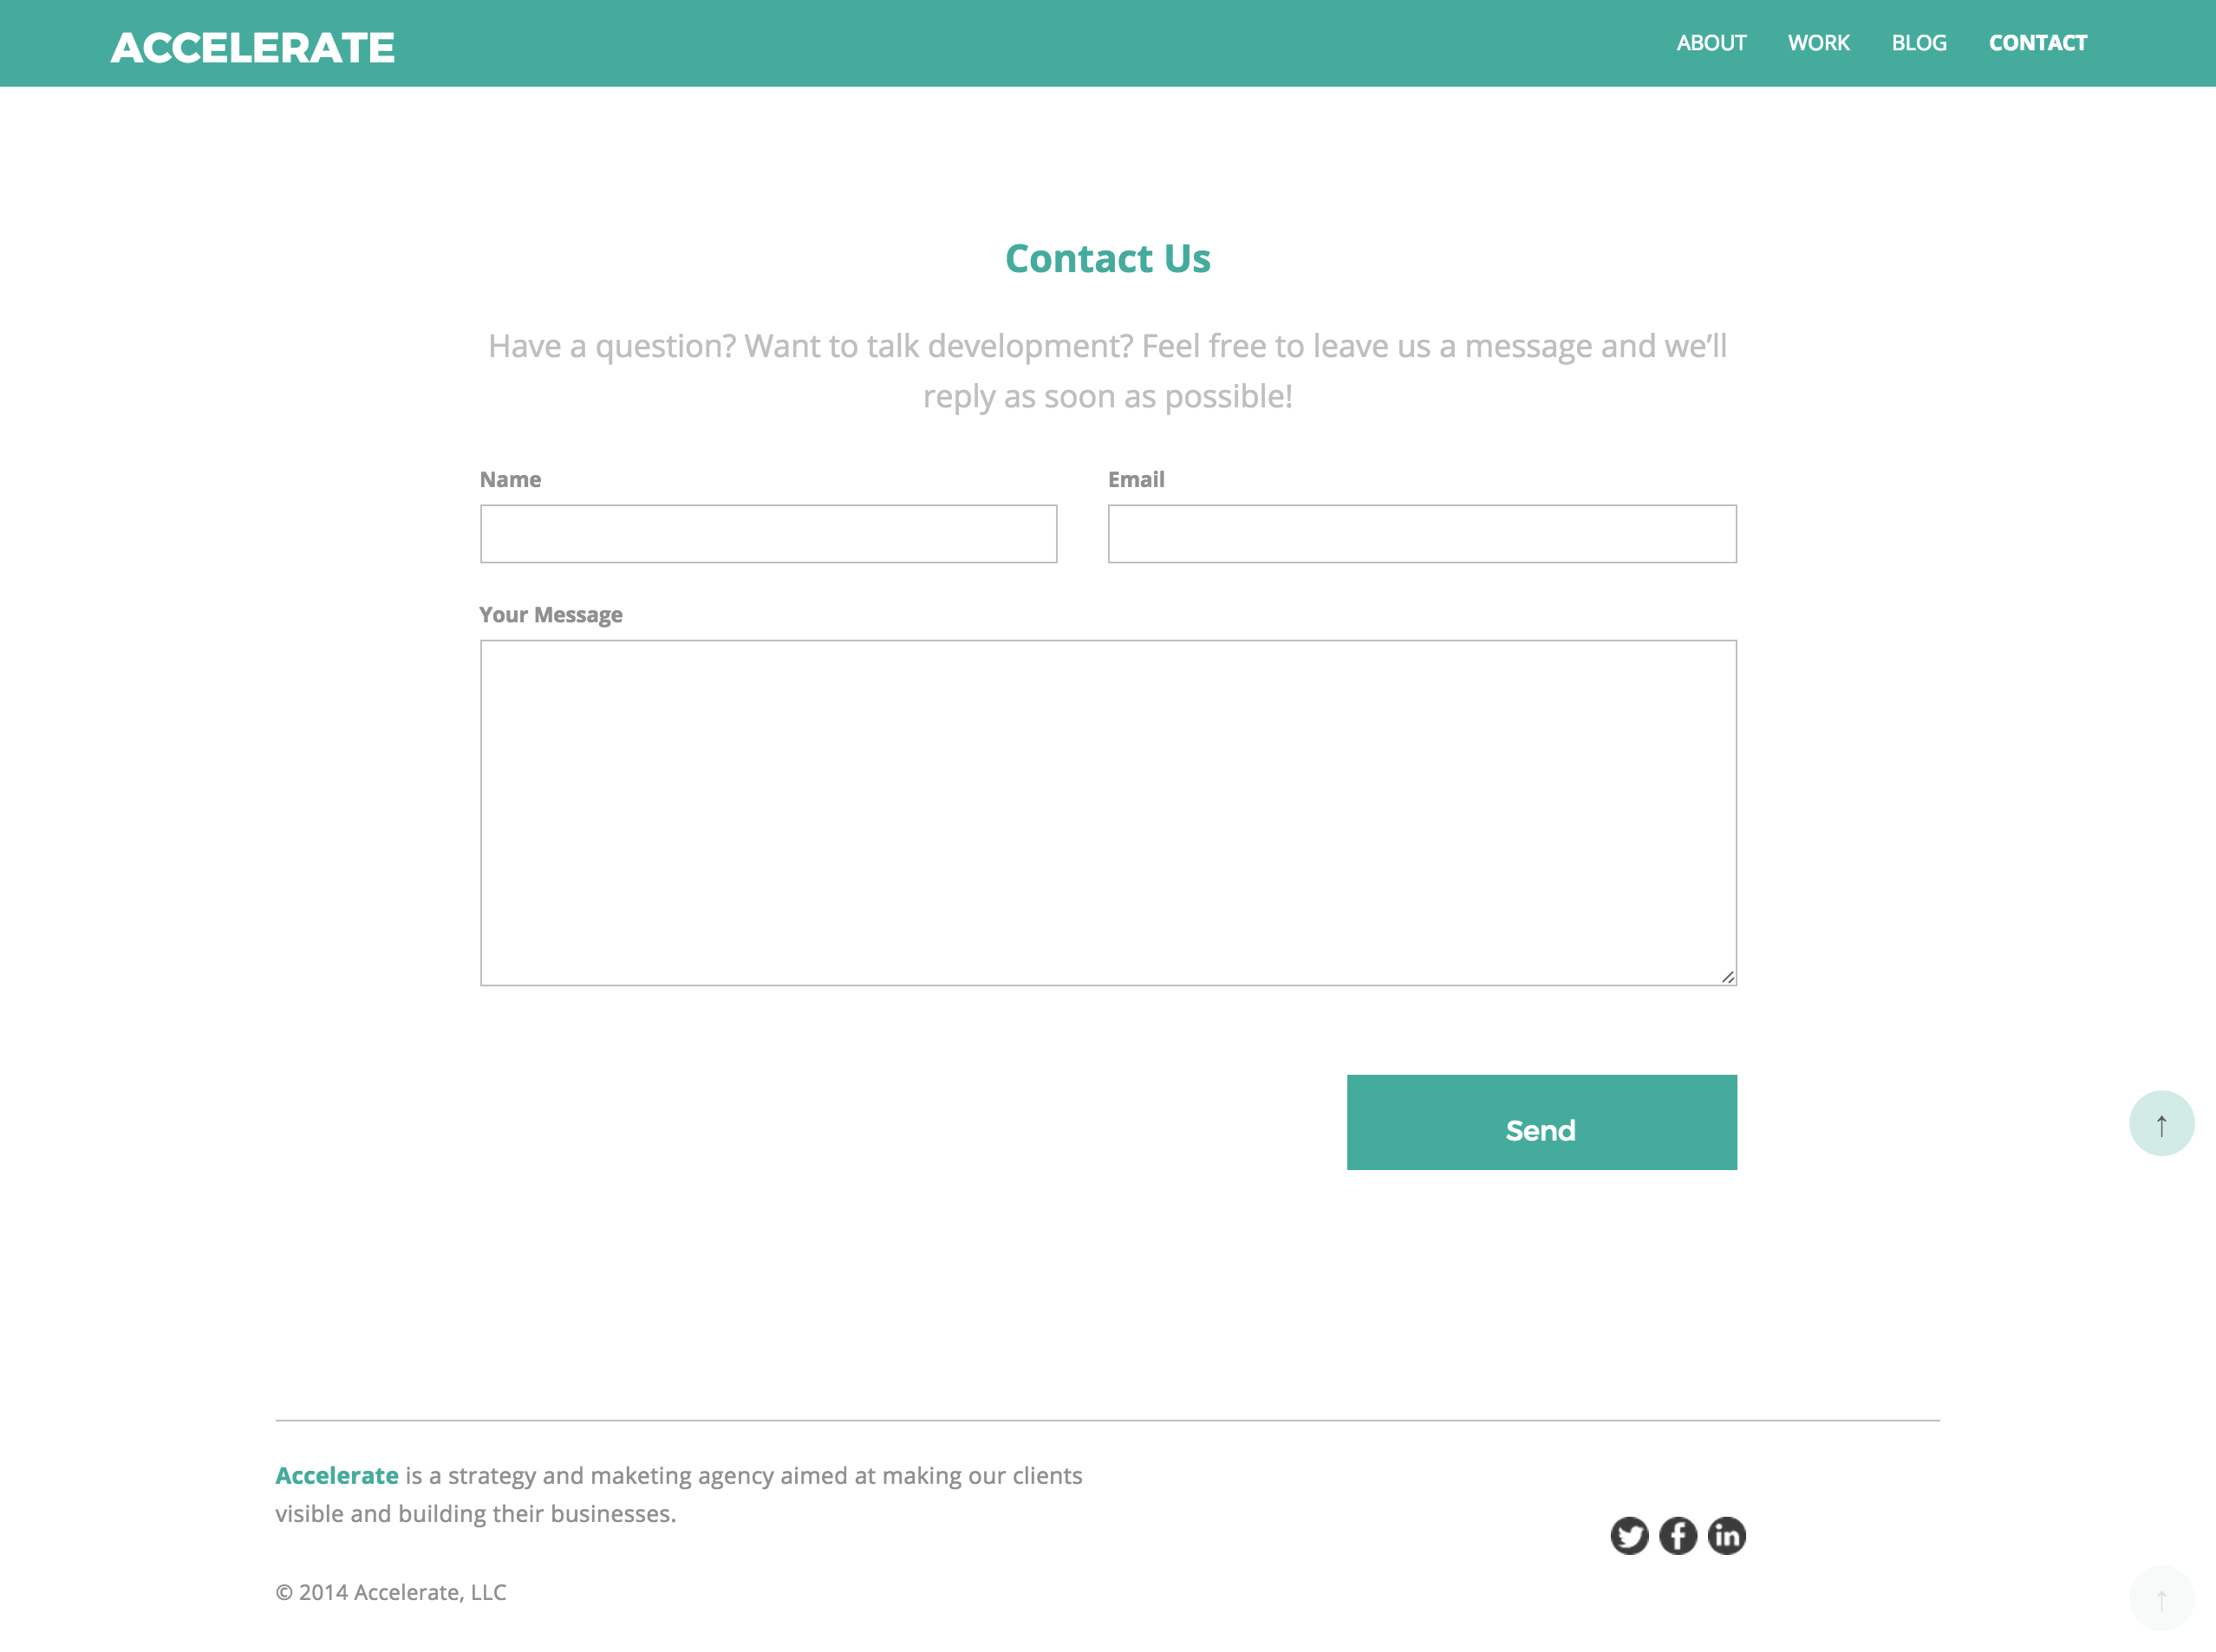 ACCELERATE
ABOUT WORK BLOG CONTACT
Contact Us
Have a question? Want to talk development? Feel free to leave us a message and we’ll
reply as soon as possible!
Name Email
Your Message
Send
↑
Accelerate is a strategy and maketing agency aimed at making our clients
visible and building their businesses.
© 2014 Accelerate, LLC
↑